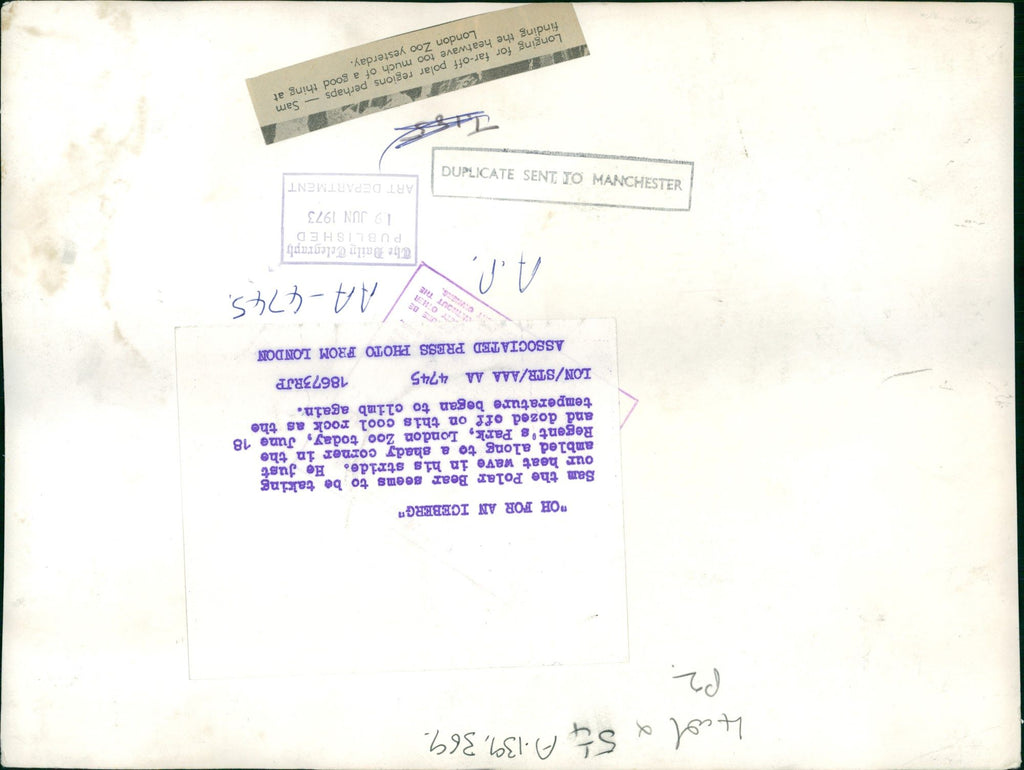 Longing for far-off polar regions perhaps — Sam
finding the heatwave too much of a good thing at
London Zoo yesterday.
DUPLICATE SENT TO MANCHESTER
The Daily Telegraph
PUBLISHED
19 JUN 1973
ART DEPARTMENT
A.P.
AA-4745
"OH FOR AN ICEBERG"
Sam the Polar Bear seems to be taking
our heat wave in his stride. He just
ambled along to a shady corner in the
Regent's Park, London Zoo today, June 18
and dozed off on this cool rock as the
temperature began to climb again.
LON/STR/AAA AA 4745 18673RJP
ASSOCIATED PRESS PHOTO FROM LONDON
P2.
A.139,369.